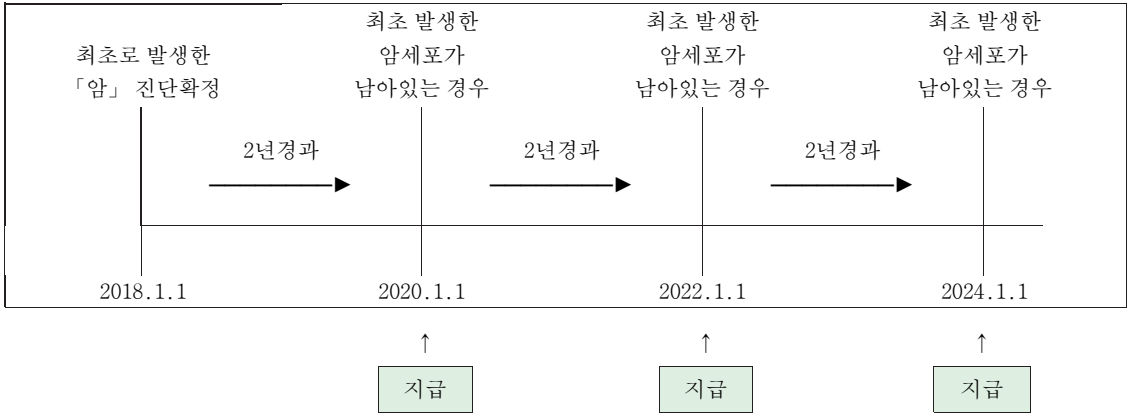 최초로 발생한
「암」 진단확정
최초 발생한
암세포가
남아있는 경우
최초 발생한
암세포가
남아있는 경우
최초 발생한
암세포가
남아있는 경우
2년경과
2년경과
2년경과
2018.1.1
2020.1.1
2022.1.1
2024.1.1
↑
↑
↑
지급
지급
지급